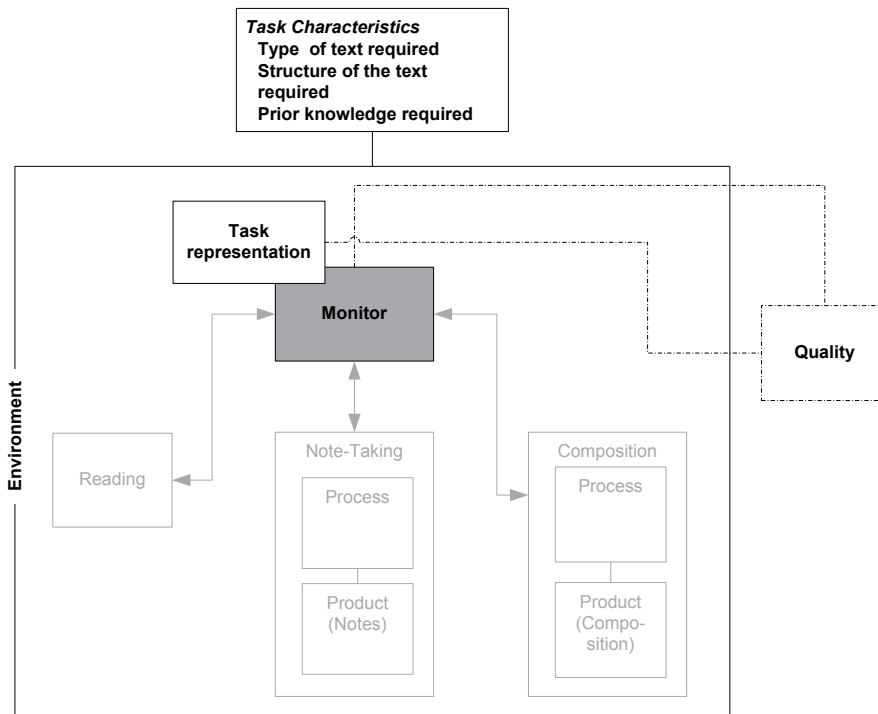 Task Characteristics
Type of text required
Structure of the text
required
Prior knowledge required
Task
representation
Monitor
Quality
Environment
Reading
Note-Taking
Process
Product
(Notes)
Composition
Process
Product
(Compo-
sition)